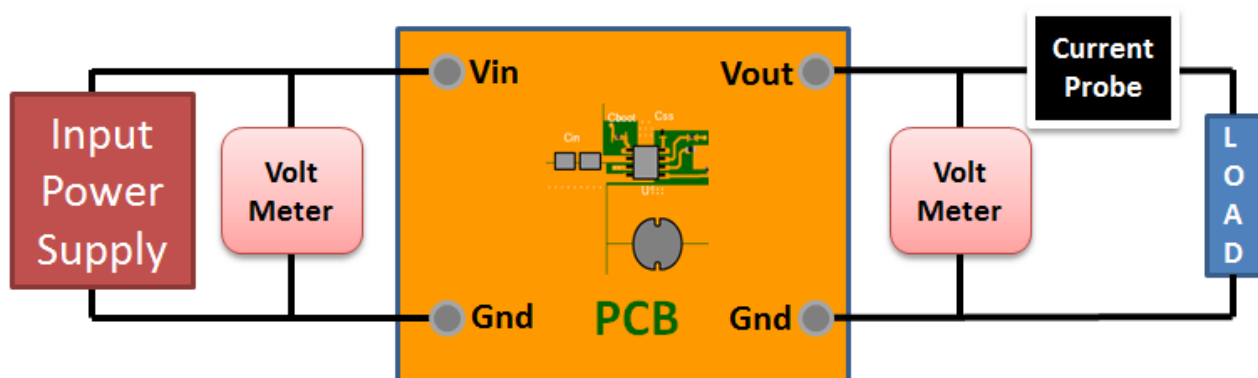 Input
Power
Supply
Volt
Meter
Vin
Gnd
Cin
Cboot
Css
U1::
PCB
Vout
Gnd
Volt
Meter
Current
Probe
L
O
A
D